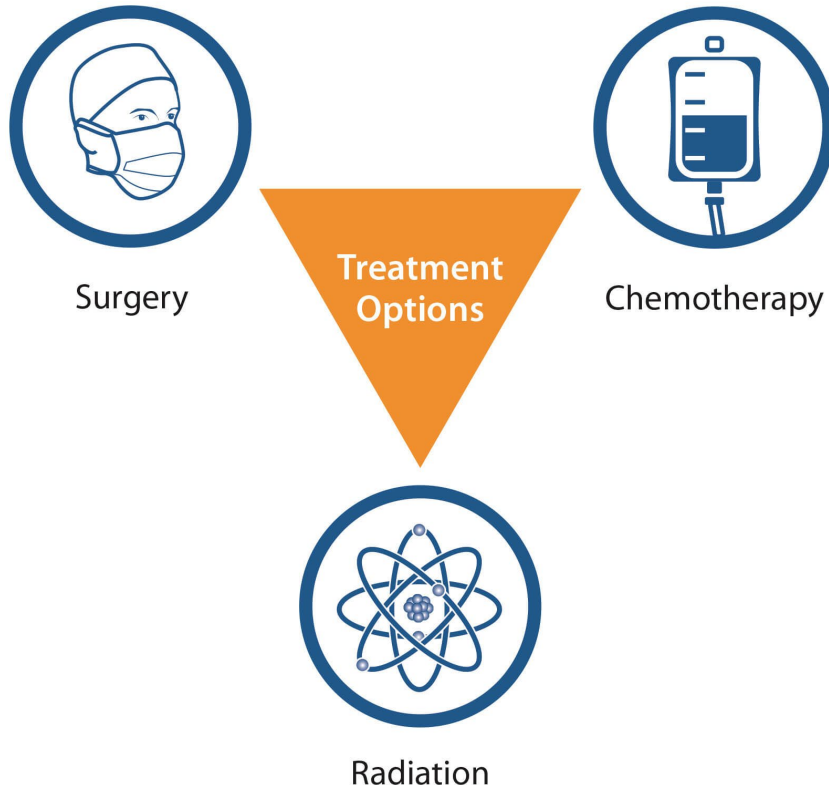 Surgery
Chemotherapy
Treatment
Options
Radiation